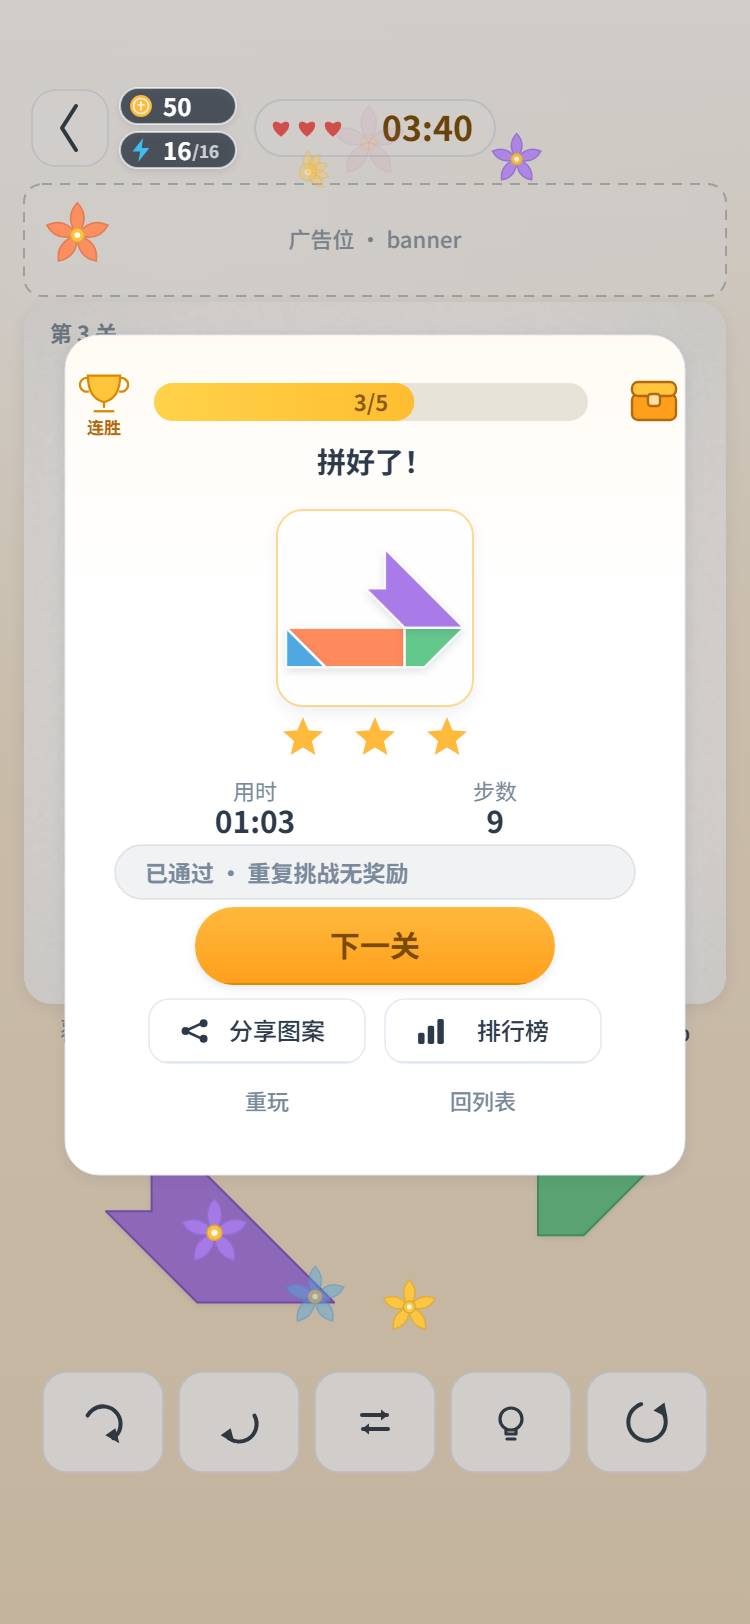 50
16/16
03:40
广告位 • banner
第 3 关
3/5
连胜
拼好了!
用时
步数
01:03
9
已通过 • 重复挑战无奖励
下一关
分享图案
排行榜
重玩
回列表